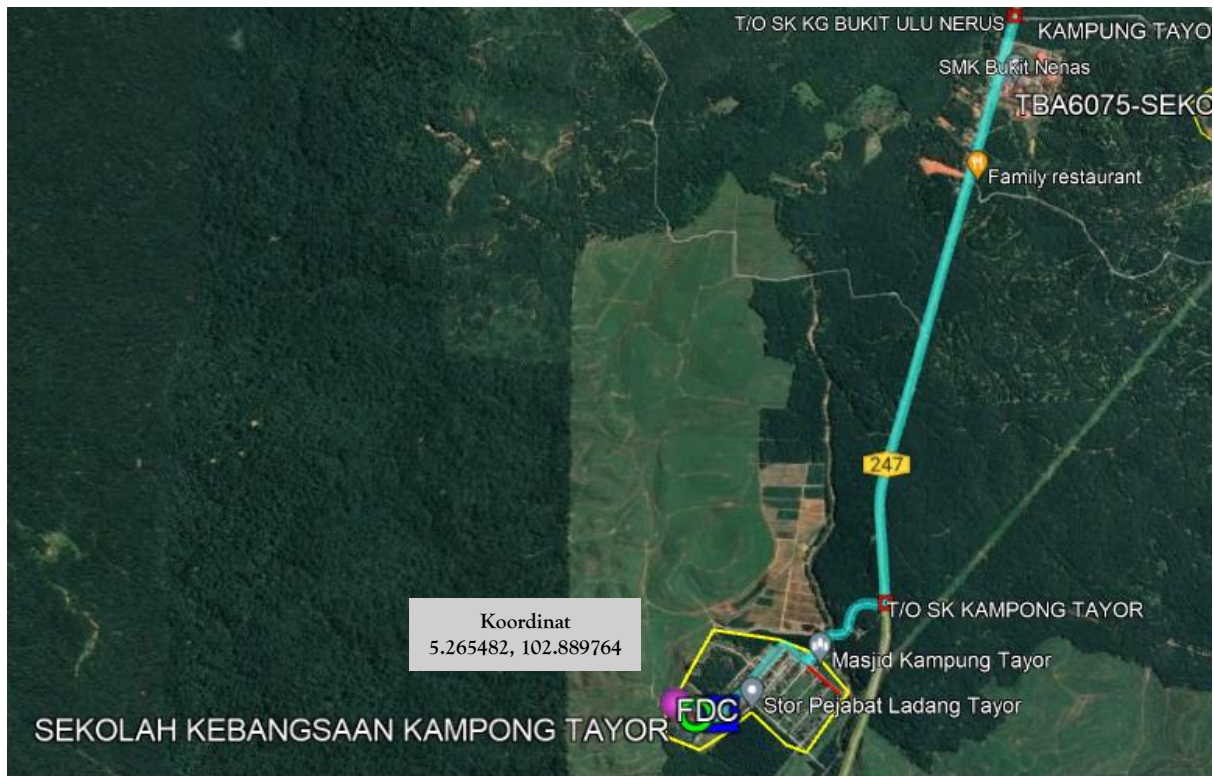 T/O SK KG BUKIT ULU NERUS
KAMPUNG TAYO
SMK Bukit Nenas
TBA6075-SEKO
Family restaurant
247
T/O SK KAMPONG TAYOR
Koordinat
5.265482, 102.889764
Masjid Kampung Tayor
FDC
Stor Pejabat Ladang Tayor
SEKOLAH KEBANGSAAN KAMPONG TAYOR